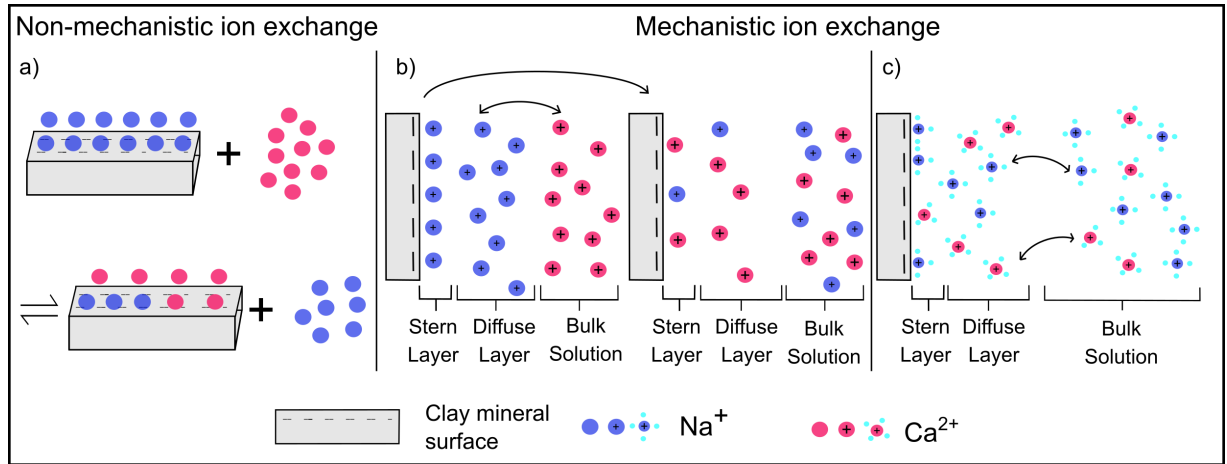 Non-mechanistic ion exchange
Mechanistic ion exchange
a)
b)
c)
+
+
Stern
Layer
Diffuse
Layer
Bulk
Solution
Stern
Layer
Diffuse
Layer
Bulk
Solution
Stern
Layer
Diffuse
Layer
Bulk
Solution
Clay mineral
surface
Na⁺
Ca²⁺